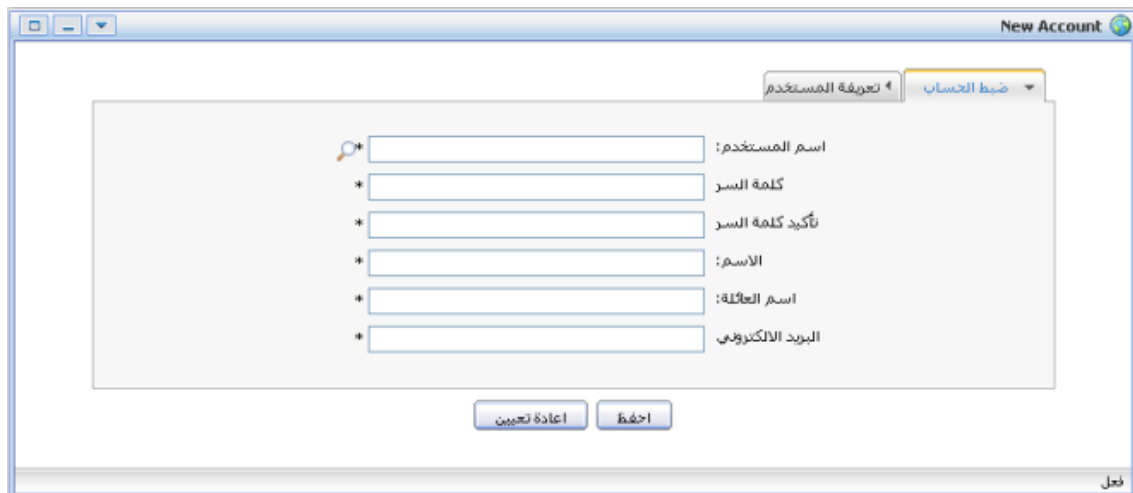 New Account
ضبط الحساب
تعريفة المستخدم
اسم المستخدم:
*
كلمة السر
*
تأكيد كلمة السر
*
الاسم:
*
اسم العائلة:
*
البريد الالكتروني
*
احفظ
اعادة تعيين
فعل